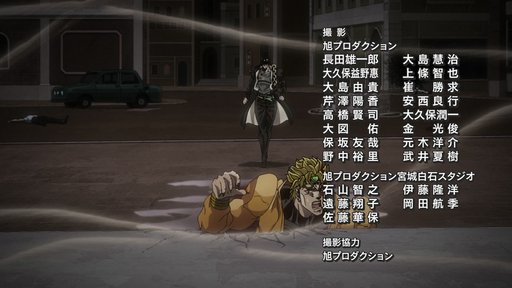 撮影
旭プロダクション
長田雄一郎 大島慧治
大久保益野惠 上條智也
大島由貴 崔勝求
芹澤陽香 安西良行
高橋賢司 大久保潤一
大図佑 金光俊
保坂友哉 元木洋介
野中裕里 武井夏樹
旭プロダクション宮城白石スタジオ
石山智之 伊藤隆洋
遠藤翔子 岡田航季
佐藤華保
撮影協力
旭プロダクション